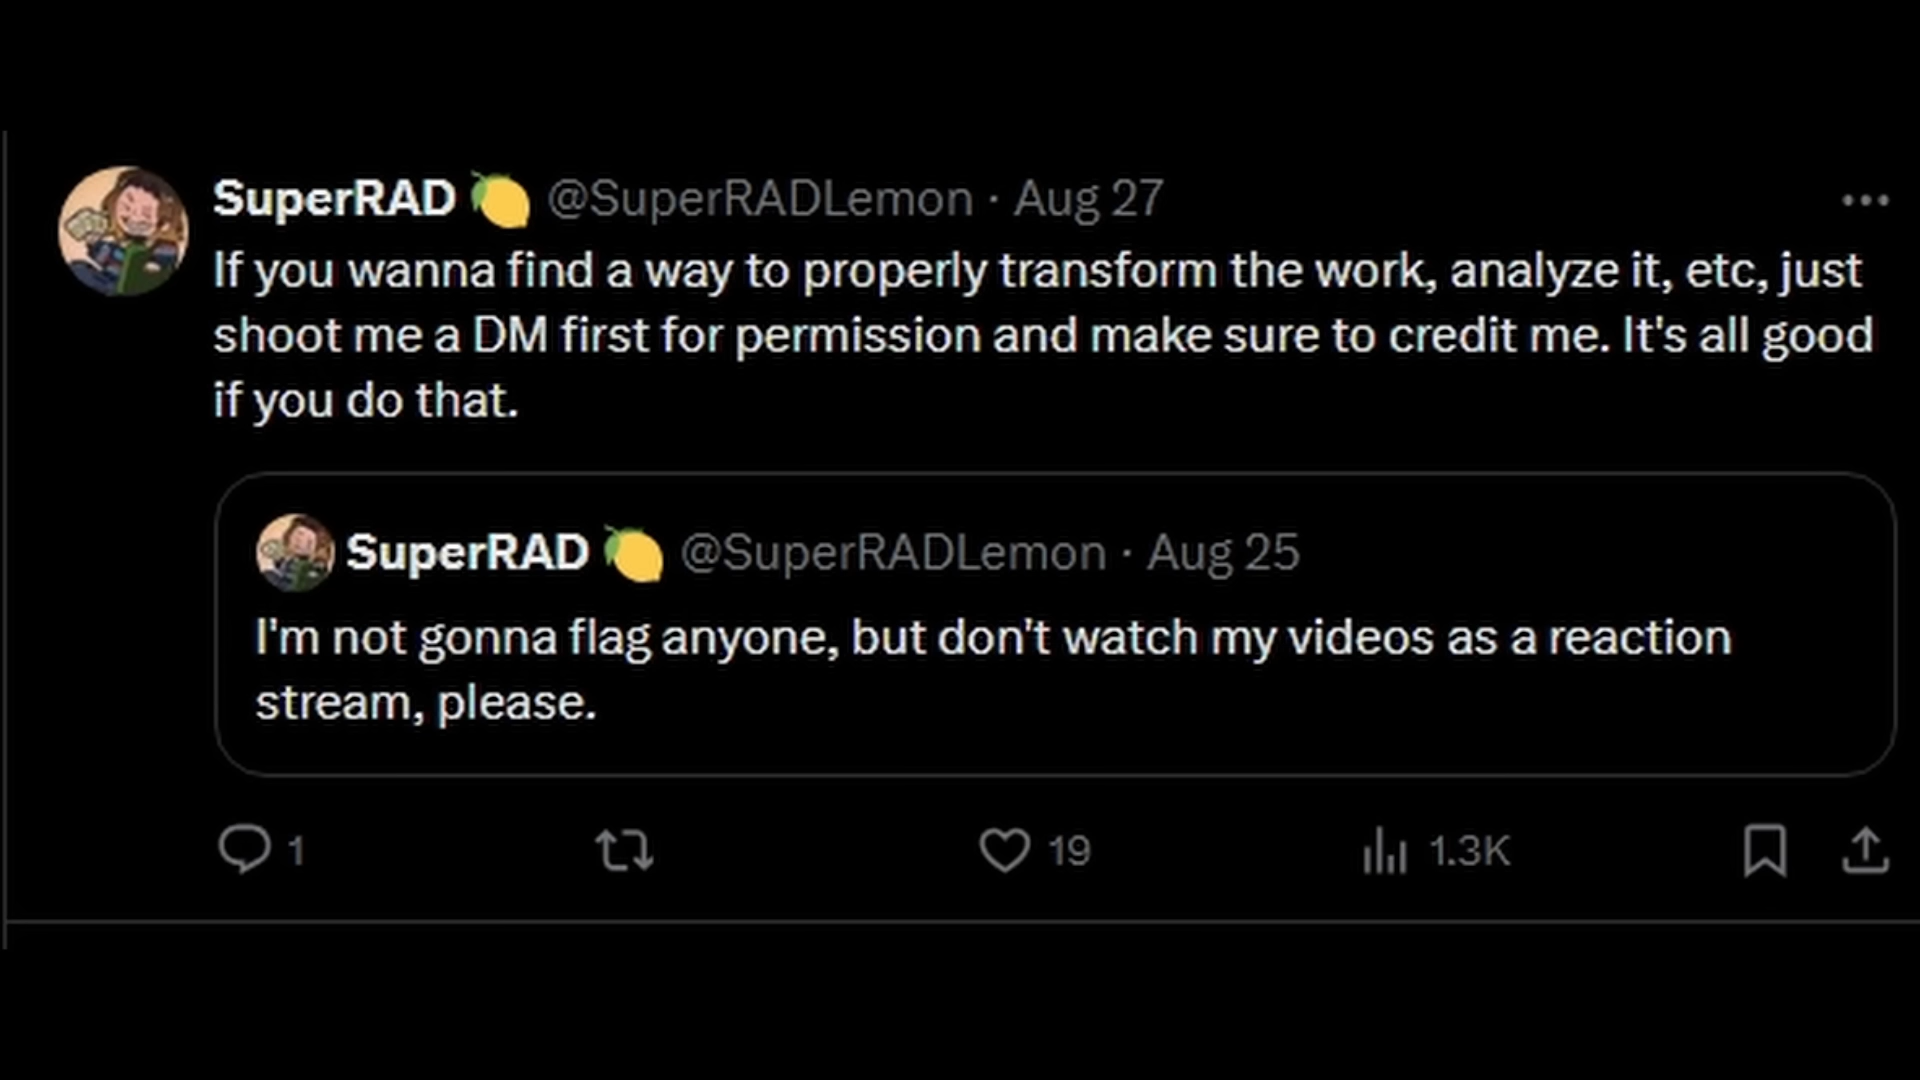 SuperRAD🍋 @SuperRADLemon · Aug 27
If you wanna find a way to properly transform the work, analyze it, etc, just
shoot me a DM first for permission and make sure to credit me. It's all good
if you do that.
SuperRAD🍋 @SuperRADLemon · Aug 25
I'm not gonna flag anyone, but don't watch my videos as a reaction
stream, please.
1 19 1.3K